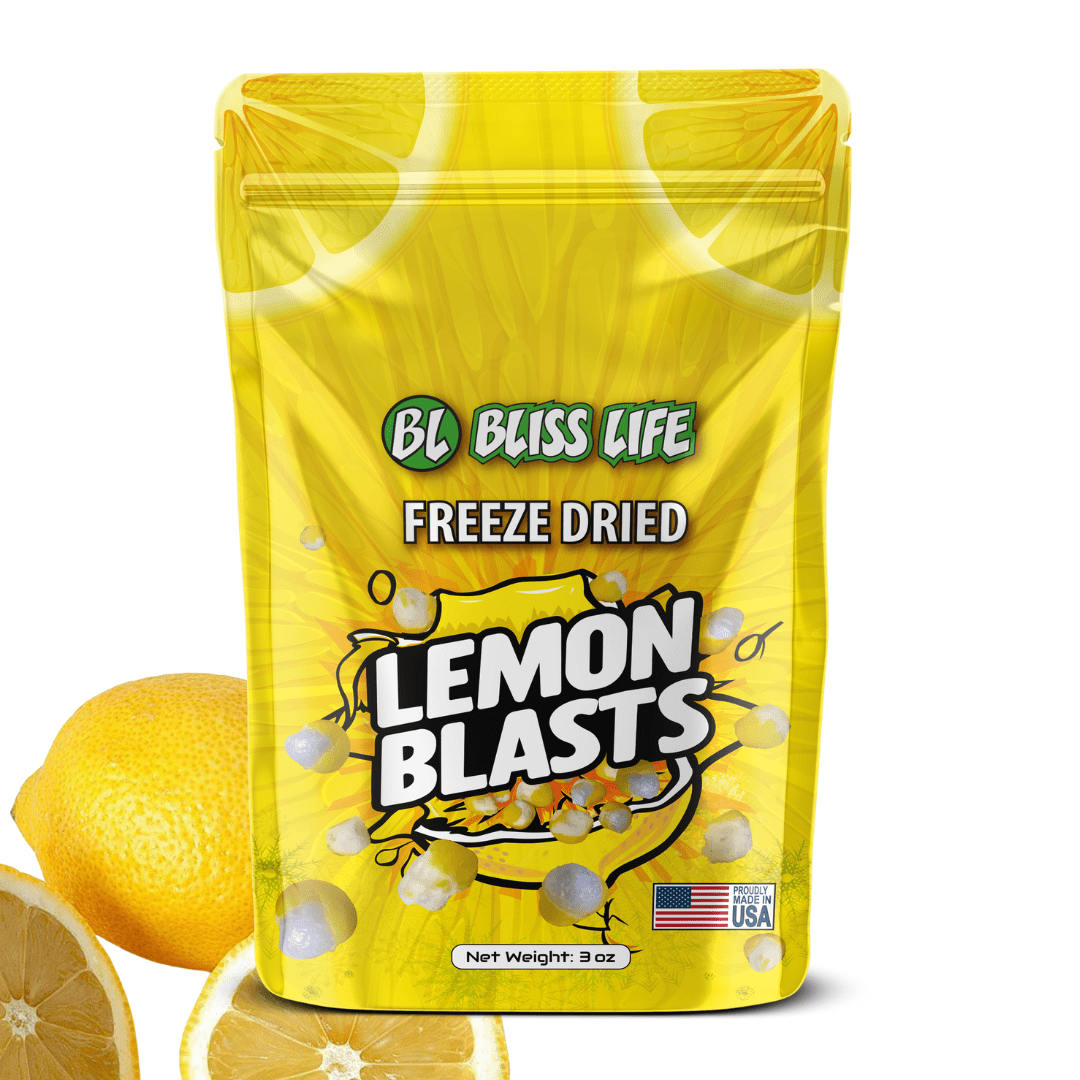 BL BLISS LIFE
FREEZE DRIED
LEMON
BLASTS
PROUDLY
MADE IN
USA
Net Weight: 3 oz